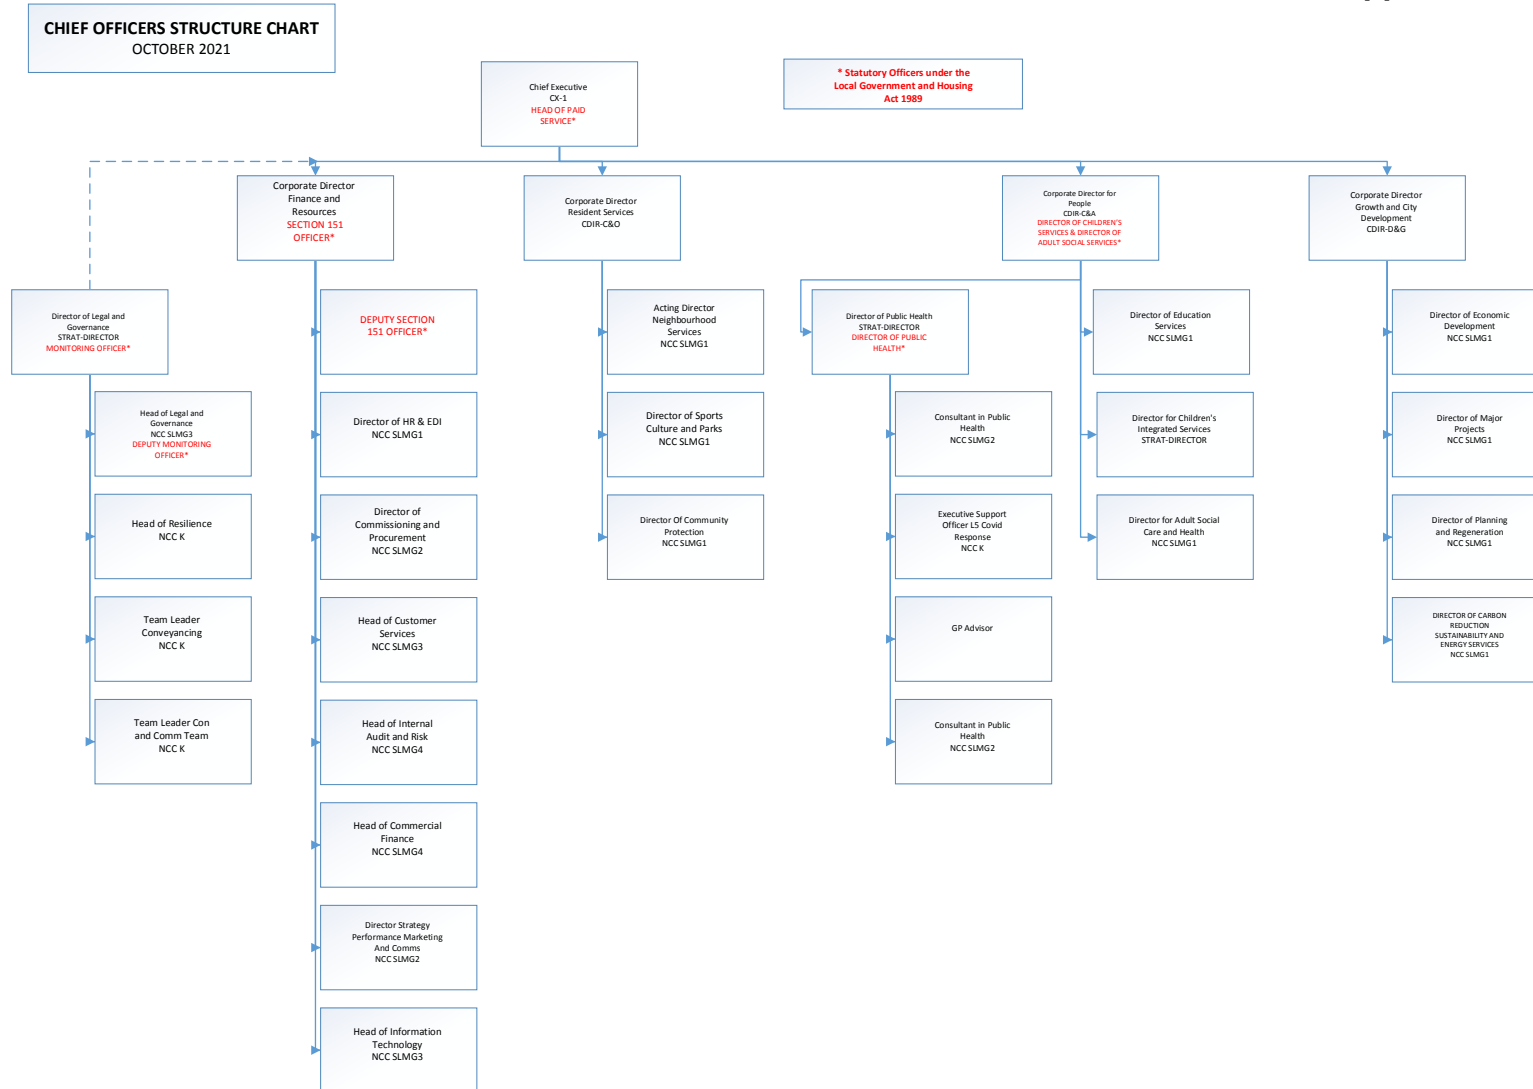 CHIEF OFFICERS STRUCTURE CHART
OCTOBER 2021
Chief Executive
CX-1
HEAD OF PAID
SERVICE*
* Statutory Officers under the
Local Government and Housing
Act 1989
Corporate Director
Finance and
Resources
SECTION 151
OFFICER*
Corporate Director
Resident Services
CDIR-C&O
Corporate Director for
People
CDIR-C&A
DIRECTOR OF CHILDREN'S
SERVICES & DIRECTOR OF
ADULT SOCIAL SERVICES*
Corporate Director
Growth and City
Development
CDIR-D&G
Director of Legal and
Governance
STRAT-DIRECTOR
MONITORING OFFICER*
Head of Legal and
Governance
NCC SLMG3
DEPUTY MONITORING
OFFICER*
Head of Resilience
NCC K
Team Leader
Conveyancing
NCC K
Team Leader Con
and Comm Team
NCC K
DEPUTY SECTION
151 OFFICER*
Director of HR & EDI
NCC SLMG1
Director of
Commissioning and
Procurement
NCC SLMG2
Head of Customer
Services
NCC SLMG3
Head of Internal
Audit and Risk
NCC SLMG4
Head of Commercial
Finance
NCC SLMG4
Director Strategy
Performance Marketing
And Comms
NCC SLMG2
Head of Information
Technology
NCC SLMG3
Acting Director
Neighbourhood
Services
NCC SLMG1
Director of Sports
Culture and Parks
NCC SLMG1
Director Of Community
Protection
NCC SLMG1
Director of Public Health
STRAT-DIRECTOR
DIRECTOR OF PUBLIC
HEALTH*
Consultant in Public
Health
NCC SLMG2
Executive Support
Officer L5 Covid
Response
NCC K
GP Advisor
Consultant in Public
Health
NCC SLMG2
Director of Education
Services
NCC SLMG1
Director for Children's
Integrated Services
STRAT-DIRECTOR
Director for Adult Social
Care and Health
NCC SLMG1
Director of Economic
Development
NCC SLMG1
Director of Major
Projects
NCC SLMG1
Director of Planning
and Regeneration
NCC SLMG1
DIRECTOR OF CARBON
REDUCTION
SUSTAINABILITY AND
ENERGY SERVICES
NCC SLMG1